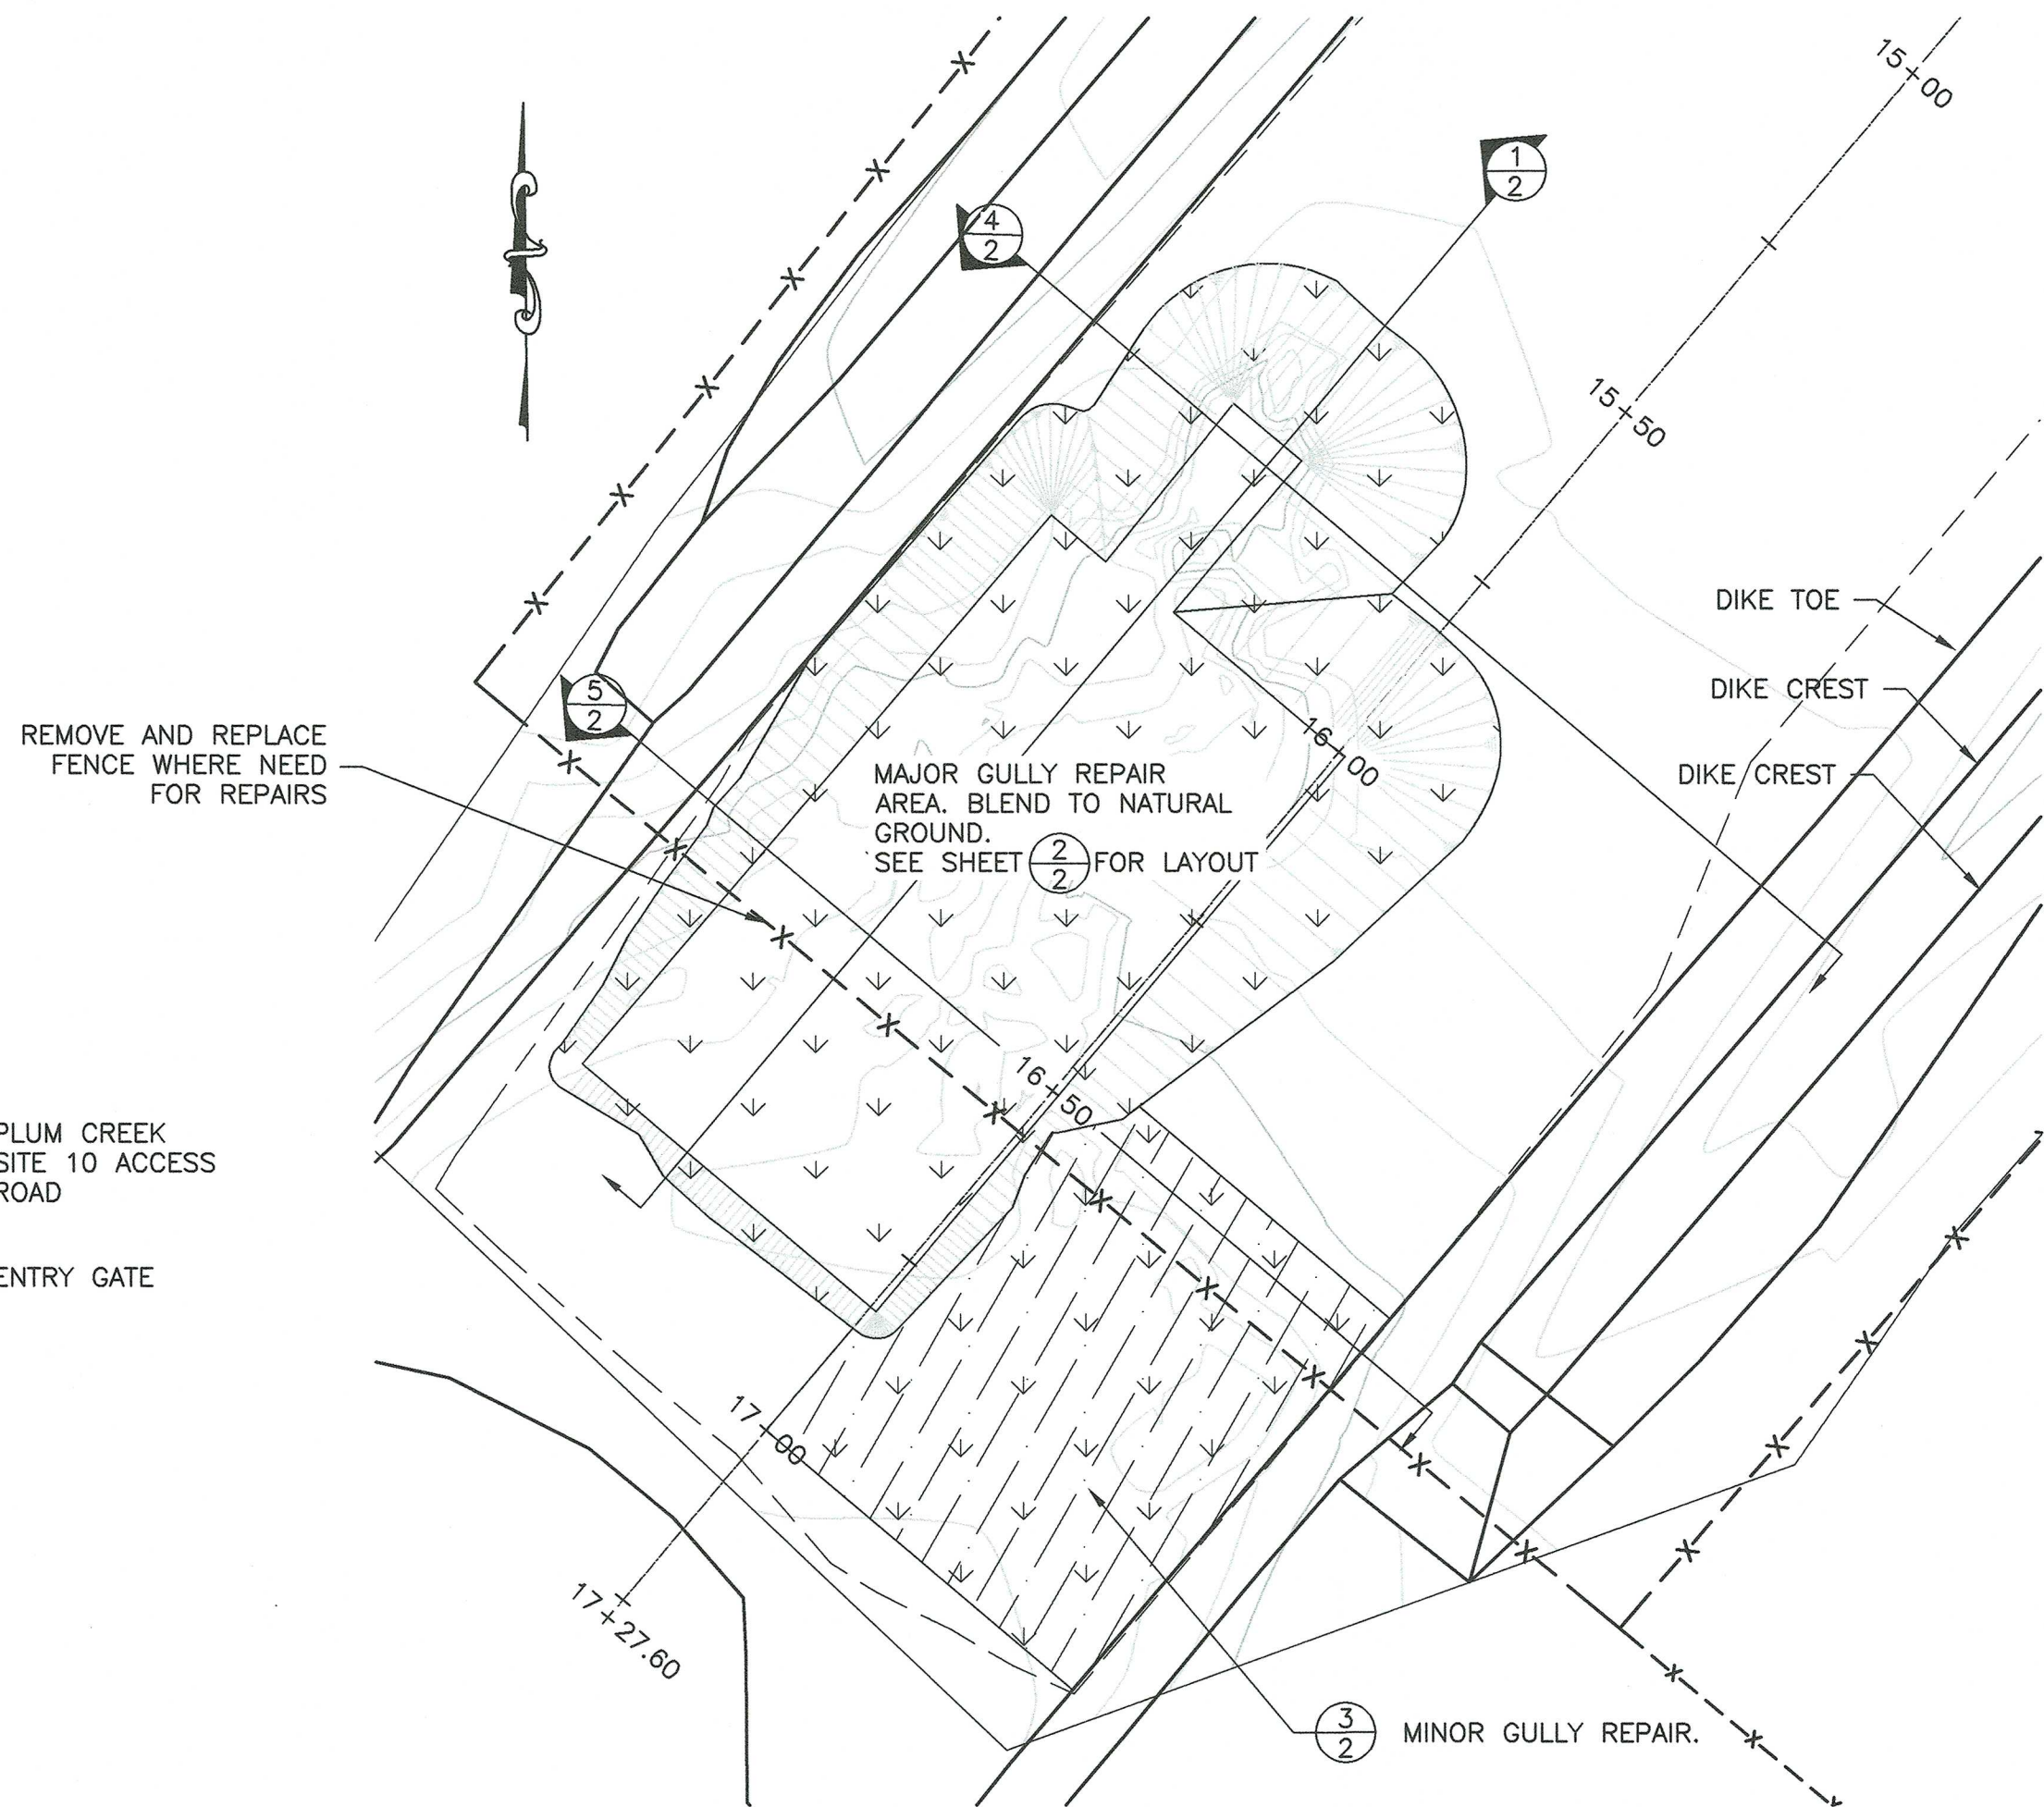 15+00
1
2
4
2
15+50
DIKE TOE
DIKE CREST
DIKE CREST
5
2
REMOVE AND REPLACE
FENCE WHERE NEED
FOR REPAIRS
16+00
MAJOR GULLY REPAIR
AREA. BLEND TO NATURAL
GROUND.
SEE SHEET 2/2 FOR LAYOUT
16+50
PLUM CREEK
SITE 10 ACCESS
ROAD
ENTRY GATE
17+00
17+27.60
3
2
MINOR GULLY REPAIR.